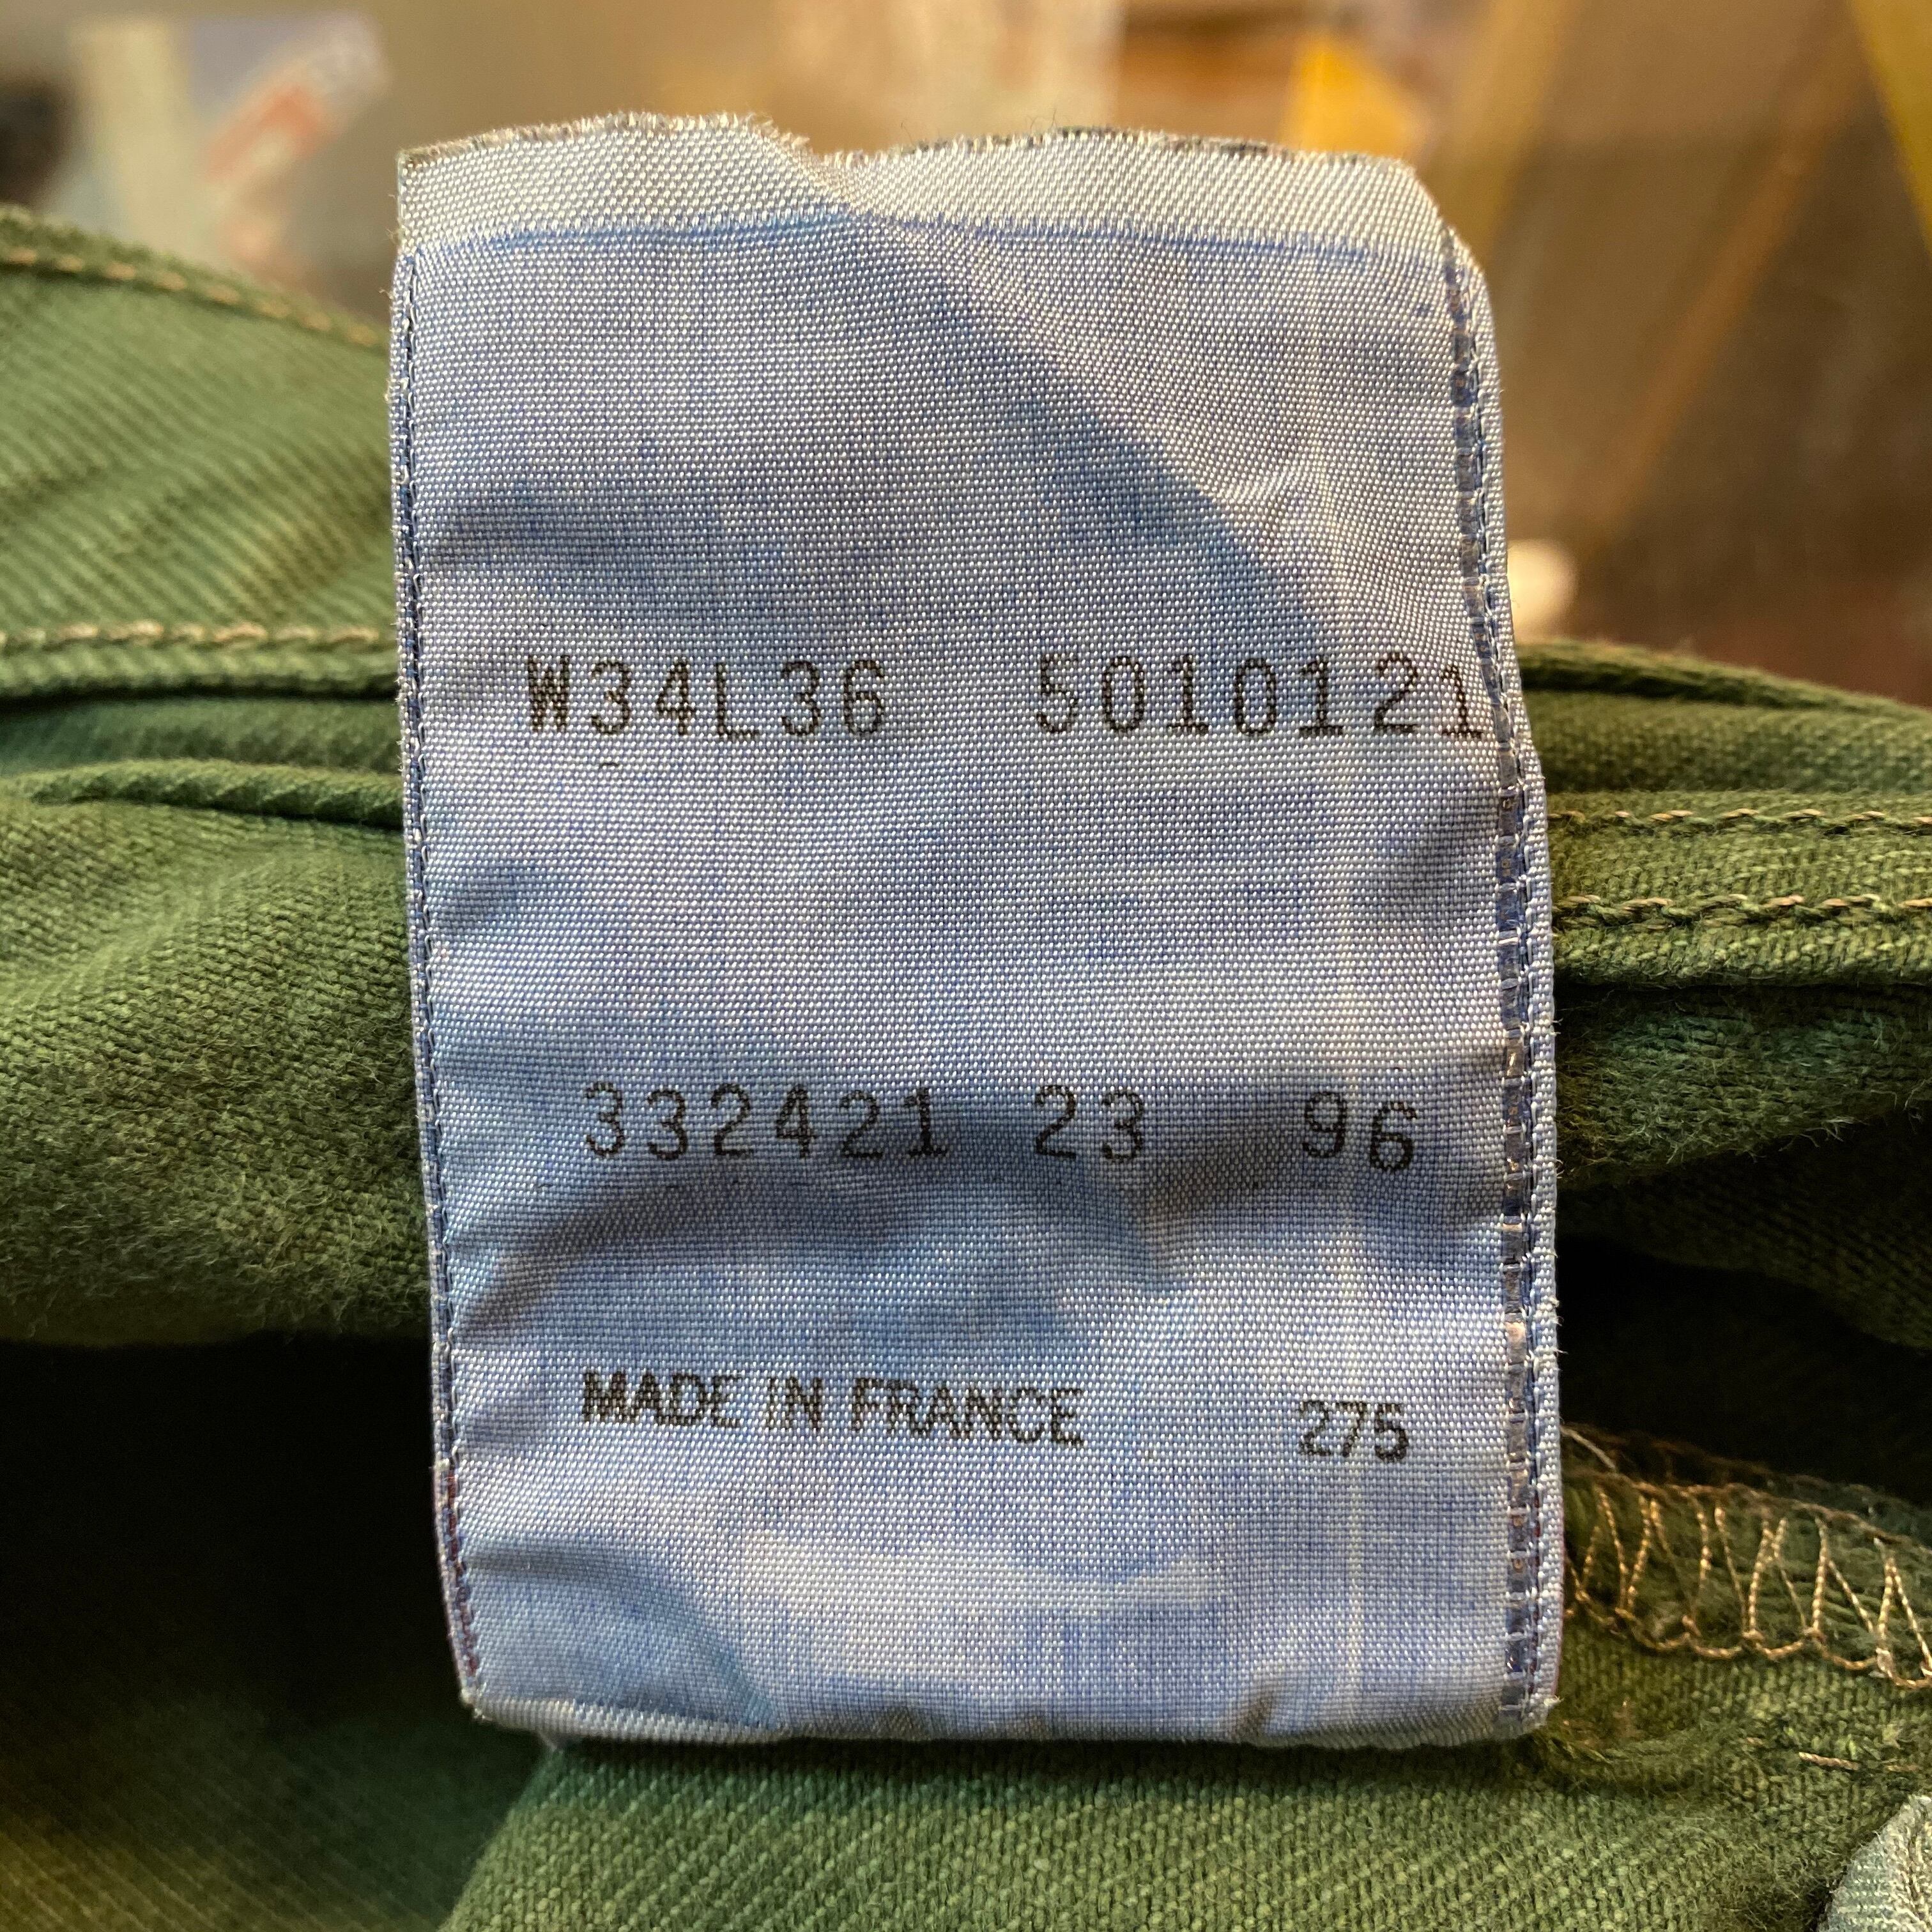 W34L36 5010121
332421 23 96
MADE IN FRANCE 275